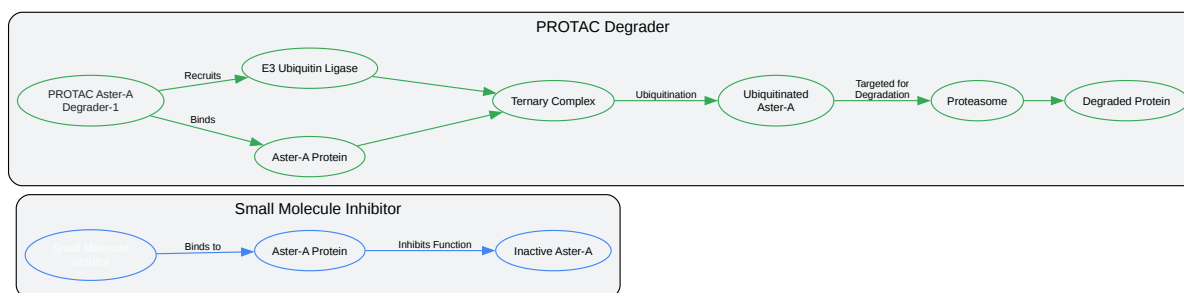 PROTAC Degrader
PROTAC Aster-A
Degrader-1
Recruits
Binds
E3 Ubiquitin Ligase
Aster-A Protein
Ternary Complex
Ubiquitination
Ubiquitinated
Aster-A
Targeted for
Degradation
Proteasome
Degraded Protein
Small Molecule Inhibitor
Small Molecule
Inhibitor
Binds to
Aster-A Protein
Inhibits Function
Inactive Aster-A